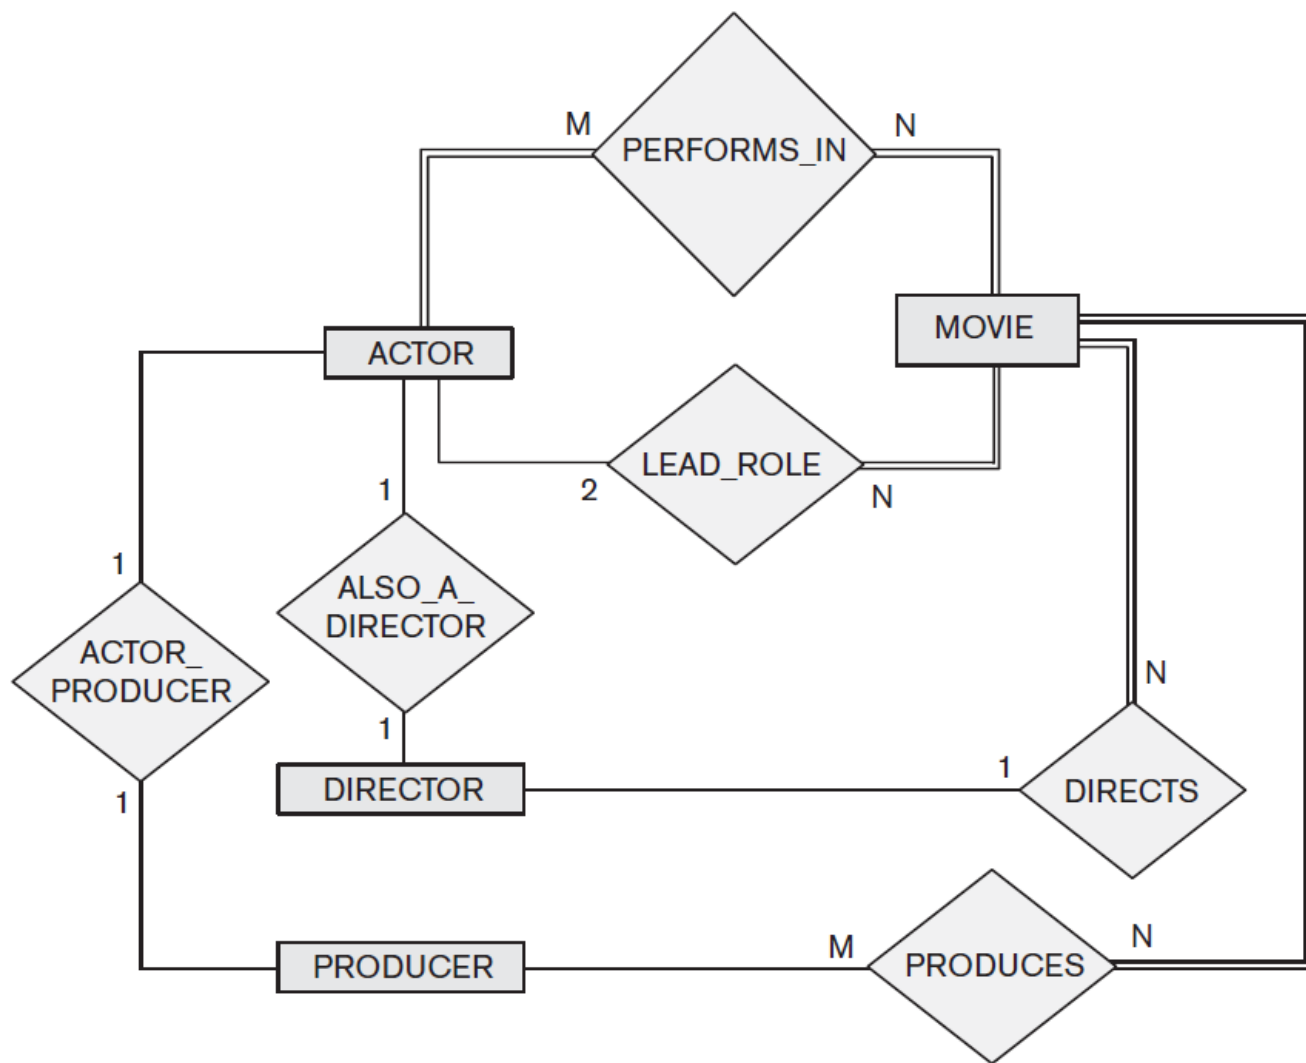 M
N
PERFORMS_IN
MOVIE
ACTOR
LEAD_ROLE
2
N
1
1
ALSO_A_
DIRECTOR
ACTOR_
PRODUCER
N
1
1
DIRECTOR
1
DIRECTS
1
M
N
PRODUCER
PRODUCES